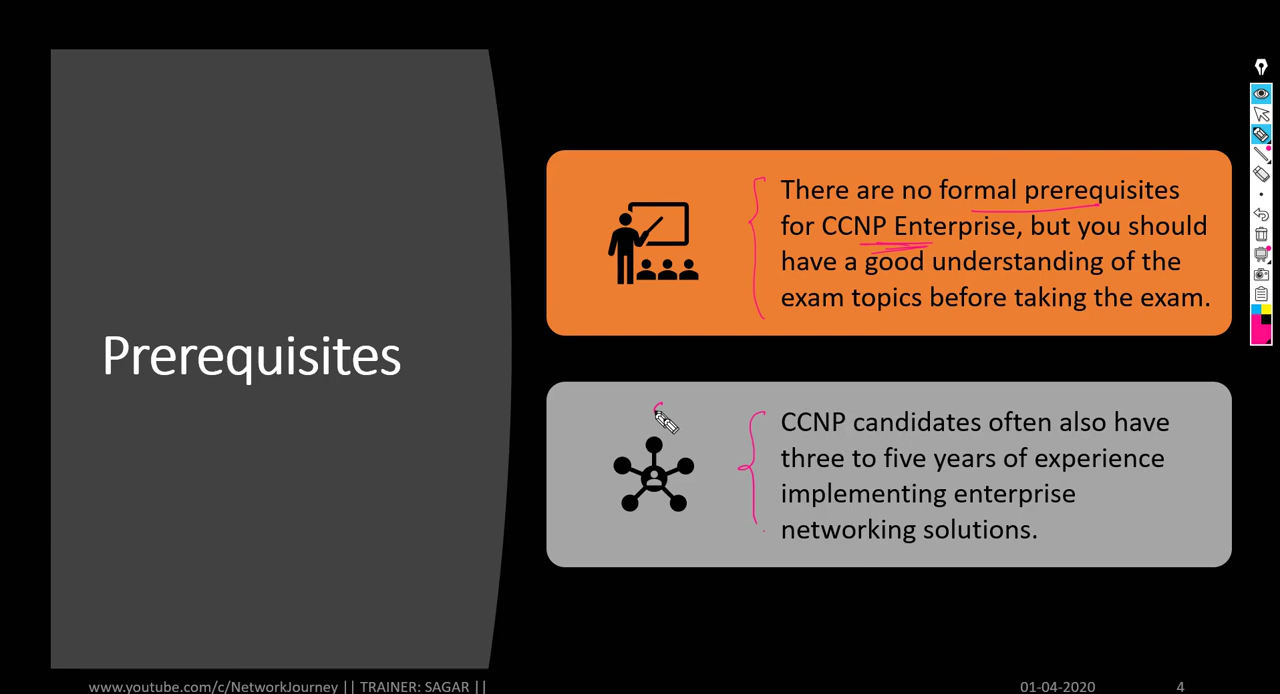 Prerequisites
There are no formal prerequisites
for CCNP Enterprise, but you should
have a good understanding of the
exam topics before taking the exam.
CCNP candidates often also have
three to five years of experience
implementing enterprise
networking solutions.
www.youtube.com/c/NetworkJourney || TRAINER: SAGAR ||
01-04-2020
4